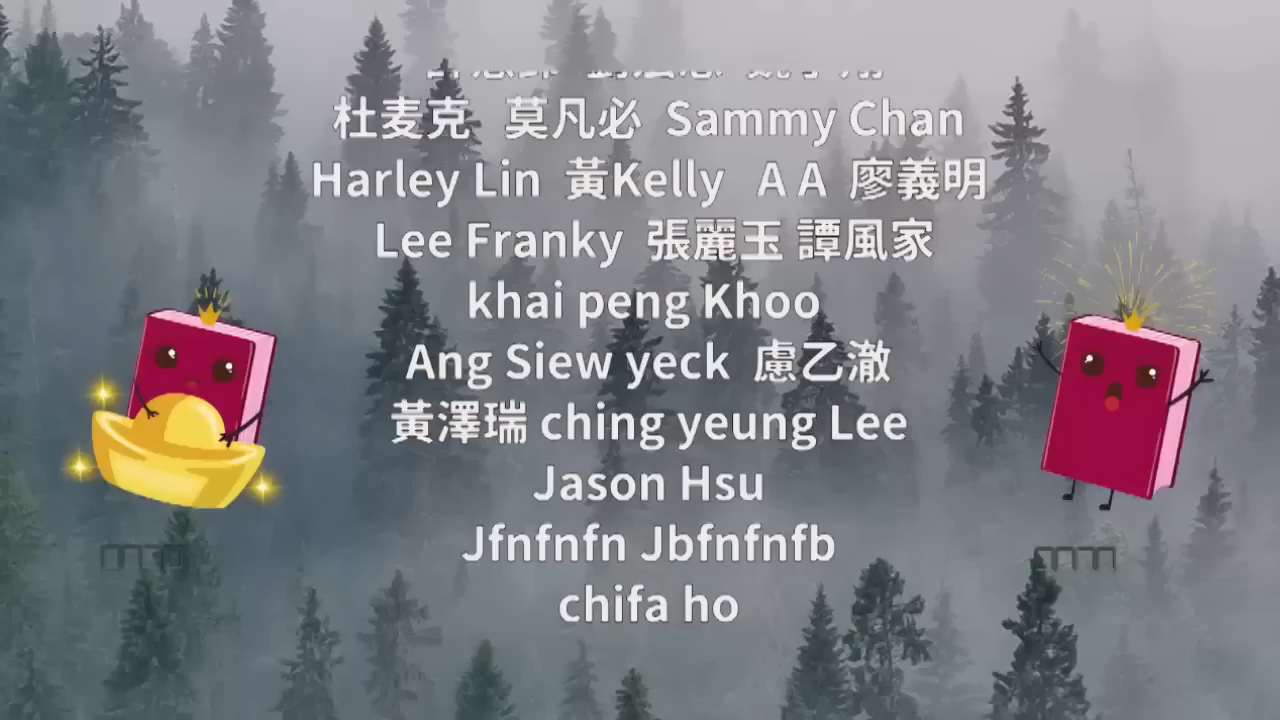 杜麦克 莫凡必 Sammy Chan
Harley Lin 黃Kelly A A 廖義明
Lee Franky 張麗玉 譚風家
khai peng Khoo
Ang Siew yeck 慮乙澈
黃澤瑞 ching yeung Lee
Jason Hsu
Jfnfnfn Jbfnfnfb
chifa ho